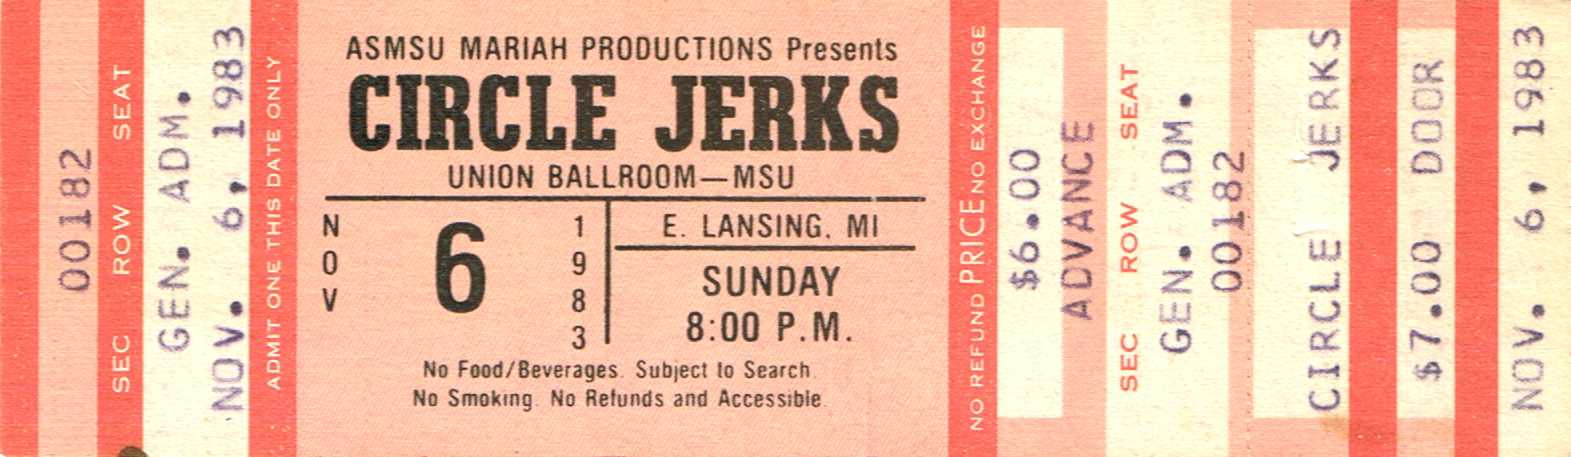 00182
SEC ROW SEAT
GEN. ADM.
NOV. 6, 1983
ADMIT ONE THIS DATE ONLY
ASMSU MARIAH PRODUCTIONS Presents
CIRCLE JERKS
UNION BALLROOM—MSU
NOV
6
1983
E. LANSING, MI
SUNDAY
8:00 P.M.
No Food/Beverages. Subject to Search.
No Smoking. No Refunds and Accessible.
NO REFUND PRICE NO EXCHANGE
$6.00
ADVANCE
SEC ROW SEAT
GEN. ADM.
00182
CIRCLE JERKS
$7.00 DOOR
NOV. 6, 1983